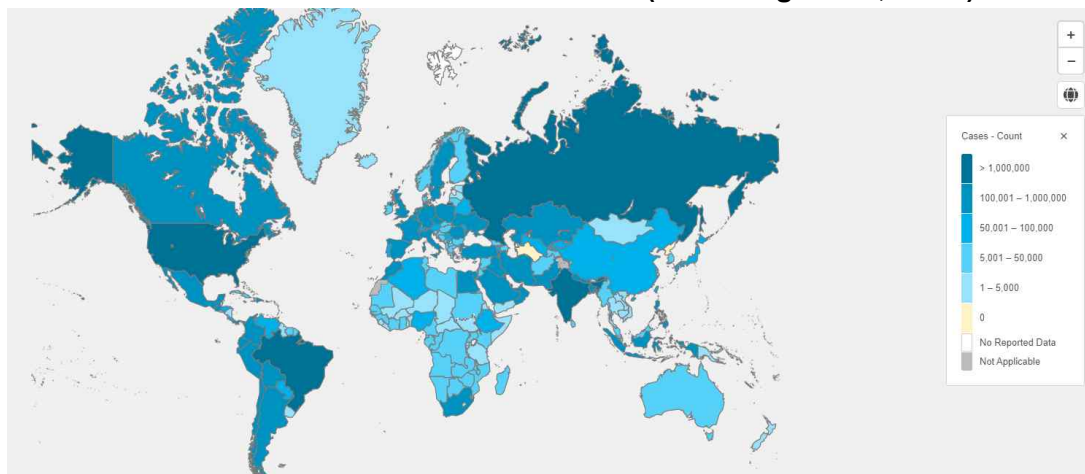 +
−
Cases - Count ×
> 1,000,000
100,001 – 1,000,000
50,001 – 100,000
5,001 – 50,000
1 – 5,000
0
No Reported Data
Not Applicable